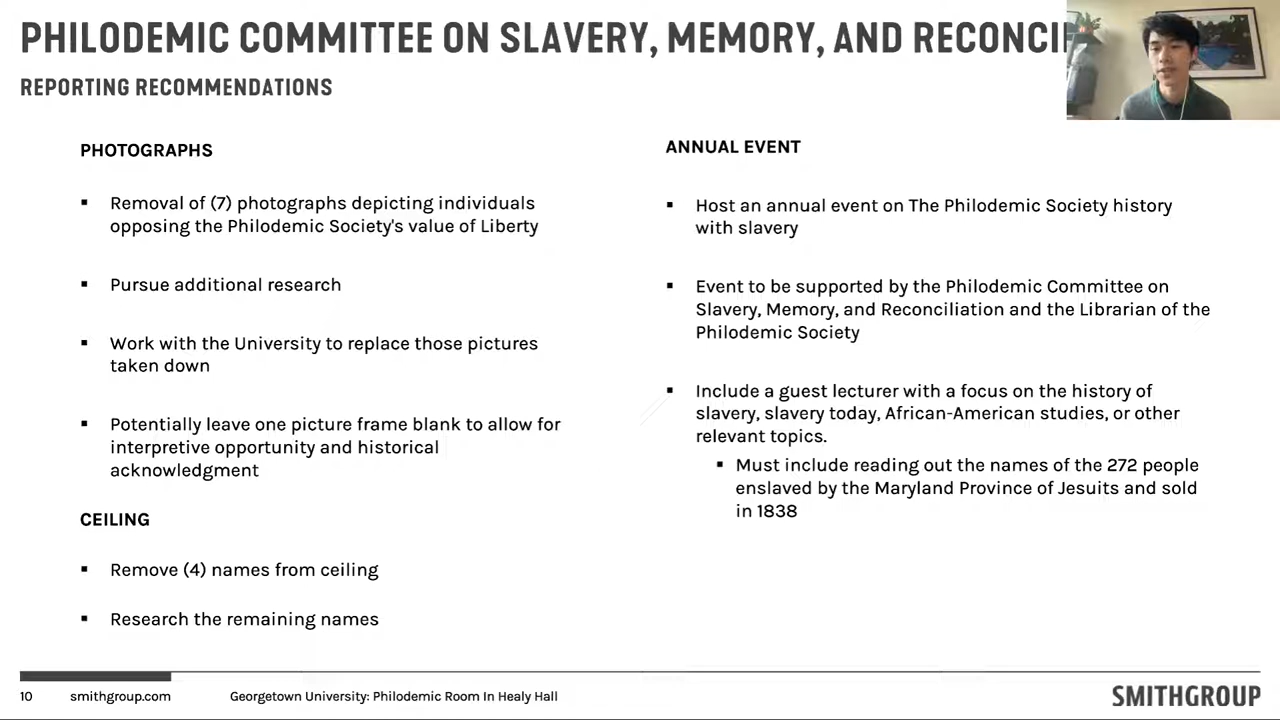 PHILODEMIC COMMITTEE ON SLAVERY, MEMORY, AND
REPORTING RECOMMENDATIONS
PHOTOGRAPHS
▪ Removal of (7) photographs depicting individuals
opposing the Philodemic Society's value of Liberty
▪ Pursue additional research
▪ Work with the University to replace those pictures
taken down
▪ Potentially leave one picture frame blank to allow for
interpretive opportunity and historical
acknowledgment
CEILING
▪ Remove (4) names from ceiling
▪ Research the remaining names
ANNUAL EVENT
▪ Host an annual event on The Philodemic Society history
with slavery
▪ Event to be supported by the Philodemic Committee on
Slavery, Memory, and Reconciliation and the Librarian of the
Philodemic Society
▪ Include a guest lecturer with a focus on the history of
slavery, slavery today, African-American studies, or other
relevant topics.
▪ Must include reading out the names of the 272 people
enslaved by the Maryland Province of Jesuits and sold
in 1838
10 smithgroup.com Georgetown University: Philodemic Room In Healy Hall
SMITHGROUP